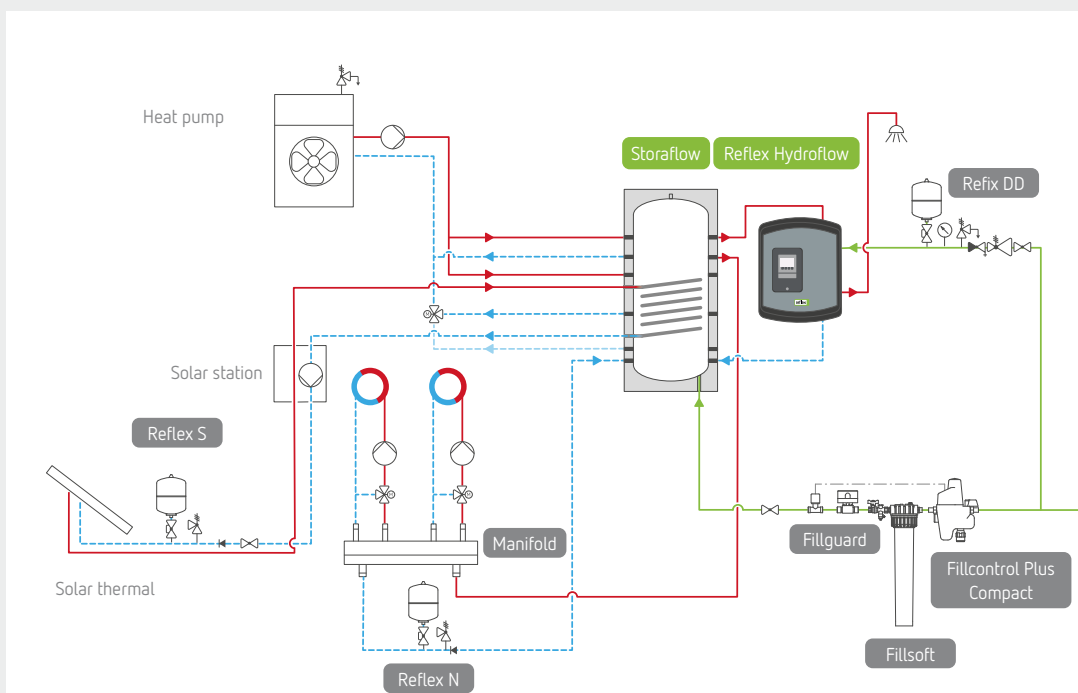 Heat pump
Storaflow
Reflex Hydroflow
Refix DD
Solar station
Reflex S
Manifold
Fillguard
Fillcontrol Plus
Compact
Solar thermal
Fillsoft
Reflex N